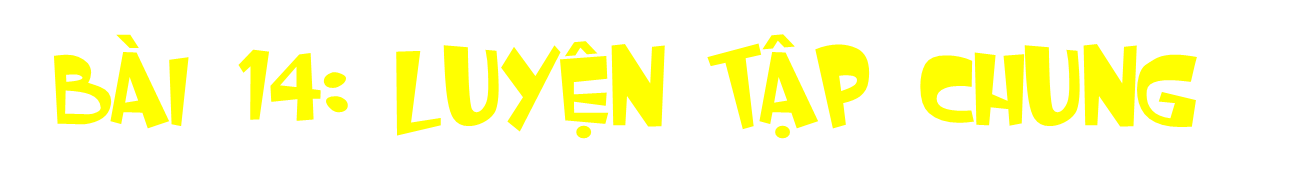 BÀI 14: LUYỆN TẬP CHUNG